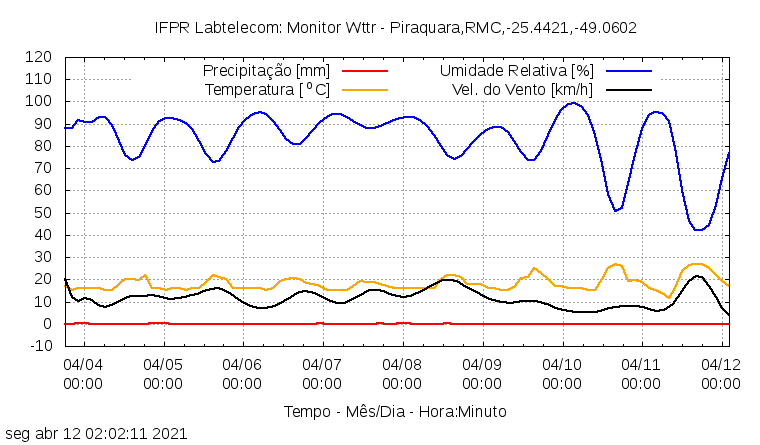 IFPR Labtelecom: Monitor Wttr - Piraquara,RMC,-25.4421,-49.0602
Precipitação [mm]
Temperatura [°C]
Umidade Relativa [%]
Vel. do Vento [km/h]
120
110
100
90
80
70
60
50
40
30
20
10
0
-10
04/04 04/05 04/06 04/07 04/08 04/09 04/10 04/11 04/12
00:00 00:00 00:00 00:00 00:00 00:00 00:00 00:00 00:00
Tempo - Mês/Dia - Hora:Minuto
seg abr 12 02:02:11 2021